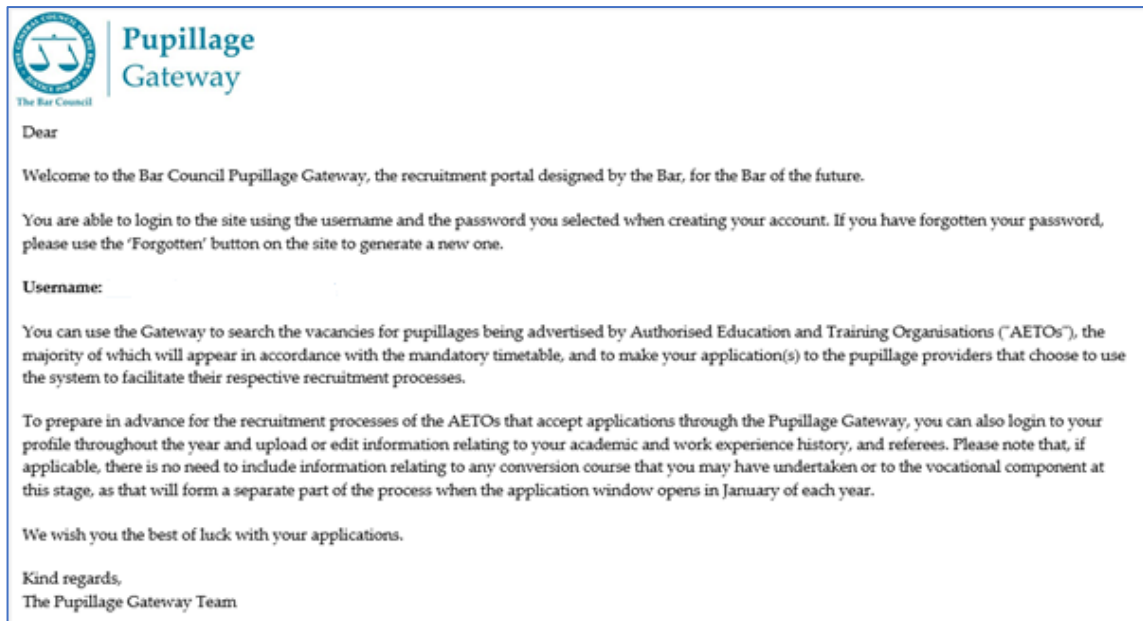 THE GENERAL COUNCIL OF THE BAR
JUSTICE FOR ALL
The Bar Council
Pupillage
Gateway
Dear
Welcome to the Bar Council Pupillage Gateway, the recruitment portal designed by the Bar, for the Bar of the future.
You are able to login to the site using the username and the password you selected when creating your account. If you have forgotten your password,
please use the ‘Forgotten’ button on the site to generate a new one.
Username:
You can use the Gateway to search the vacancies for pupillages being advertised by Authorised Education and Training Organisations ("AETOs"), the
majority of which will appear in accordance with the mandatory timetable, and to make your application(s) to the pupillage providers that choose to use
the system to facilitate their respective recruitment processes.
To prepare in advance for the recruitment processes of the AETOs that accept applications through the Pupillage Gateway, you can also login to your
profile throughout the year and upload or edit information relating to your academic and work experience history, and referees. Please note that, if
applicable, there is no need to include information relating to any conversion course that you may have undertaken or to the vocational component at
this stage, as that will form a separate part of the process when the application window opens in January of each year.
We wish you the best of luck with your applications.
Kind regards,
The Pupillage Gateway Team